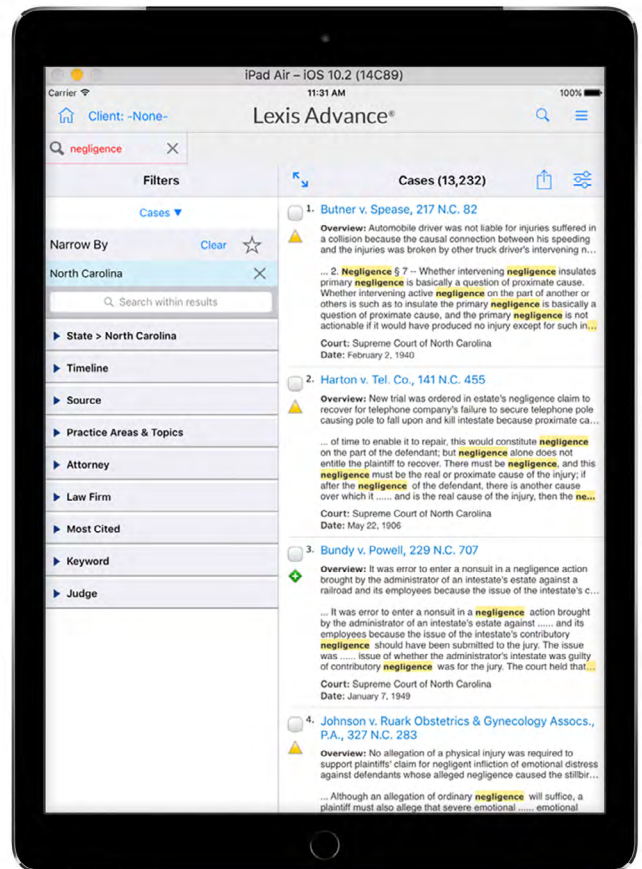 iPad Air – iOS 10.2 (14C89)
Carrier 11:31 AM 100%
Client: -None- Lexis Advance®
negligence
Filters
Cases ▼
Narrow By Clear
North Carolina
Search within results
State > North Carolina
Timeline
Source
Practice Areas & Topics
Attorney
Law Firm
Most Cited
Keyword
Judge
Cases (13,232)
1. Butner v. Spease, 217 N.C. 82
Overview: Automobile driver was not liable for injuries suffered in
a collision because the causal connection between his speeding
and the injuries was broken by other truck driver's intervening n...
... 2. Negligence § 7 -- Whether intervening negligence insulates
primary negligence is basically a question of proximate cause.
Whether intervening active negligence on the part of another or
others is such as to insulate the primary negligence is basically a
question of proximate cause, and the primary negligence is not
actionable if it would have produced no injury except for such in...
Court: Supreme Court of North Carolina
Date: February 2, 1940
2. Harton v. Tel. Co., 141 N.C. 455
Overview: New trial was ordered in estate's negligence claim to
recover for telephone company's failure to secure telephone pole
causing pole to fall upon and kill intestate because proximate ca...
... of time to enable it to repair, this would constitute negligence
on the part of the defendant; but negligence alone does not
entitle the plaintiff to recover. There must be negligence, and this
negligence must be the real or proximate cause of the injury; if
after the negligence of the defendant, there is another cause
over which it ...... and is the real cause of the injury, then the ne...
Court: Supreme Court of North Carolina
Date: May 22, 1906
3. Bundy v. Powell, 229 N.C. 707
Overview: It was error to enter a nonsuit in a negligence action
brought by the administrator of an intestate's estate against a
railroad and its employees because the issue of the intestate's c...
... It was error to enter a nonsuit in a negligence action brought
by the administrator of an intestate's estate against ...... and its
employees because the issue of the intestate's contributory
negligence should have been submitted to the jury. The issue
was ...... issue of whether the administrator's intestate was guilty
of contributory negligence was for the jury. The court held that...
Court: Supreme Court of North Carolina
Date: January 7, 1949
4. Johnson v. Ruark Obstetrics & Gynecology Assocs.,
P.A., 327 N.C. 283
Overview: No allegation of a physical injury was required to
support plaintiffs' claim for negligent infliction of emotional distress
against defendants whose alleged negligence caused the stillbir...
... Although an allegation of ordinary negligence will suffice, a
plaintiff must also allege that severe emotional ...... emotional